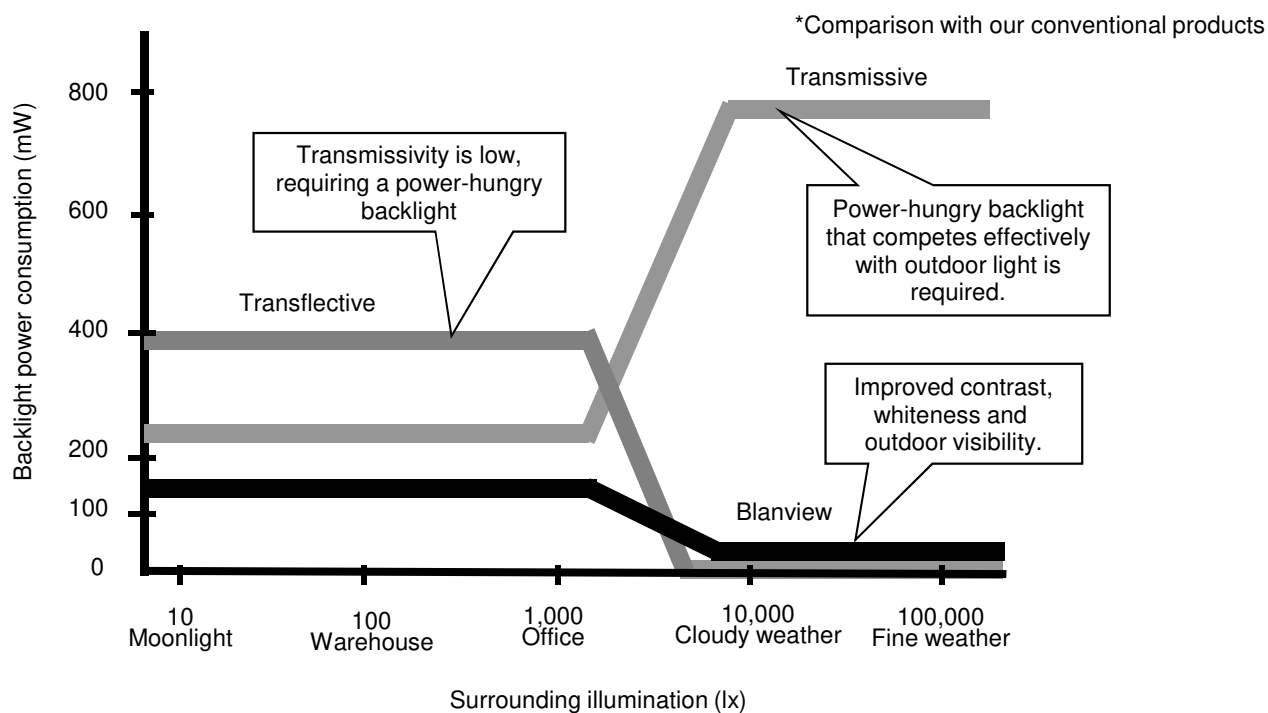 *Comparison with our conventional products
Transmissive
Backlight power consumption (mW)
800
600
400
200
100
0
Transmissivity is low,
requiring a power-hungry
backlight
Power-hungry backlight
that competes effectively
with outdoor light is
required.
Transflective
Improved contrast,
whiteness and
outdoor visibility.
Blanview
10
Moonlight
100
Warehouse
1,000
Office
10,000
Cloudy weather
100,000
Fine weather
Surrounding illumination (lx)